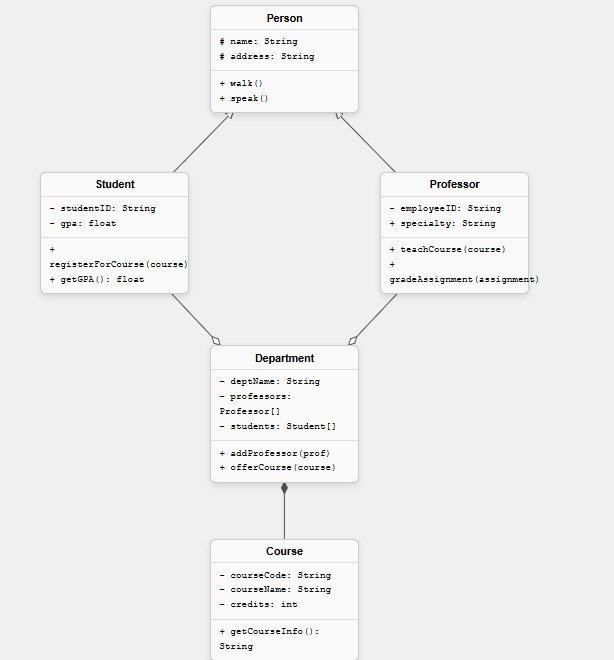 Person
# name: String
# address: String
+ walk()
+ speak()
Student
- studentID: String
- gpa: float
+
registerForCourse(course)
+ getGPA(): float
Professor
- employeeID: String
+ specialty: String
+ teachCourse(course)
+
gradeAssignment(assignment)
Department
- deptName: String
- professors:
Professor[]
- students: Student[]
+ addProfessor(prof)
+ offerCourse(course)
Course
- courseCode: String
- courseName: String
- credits: int
+ getCourseInfo():
String